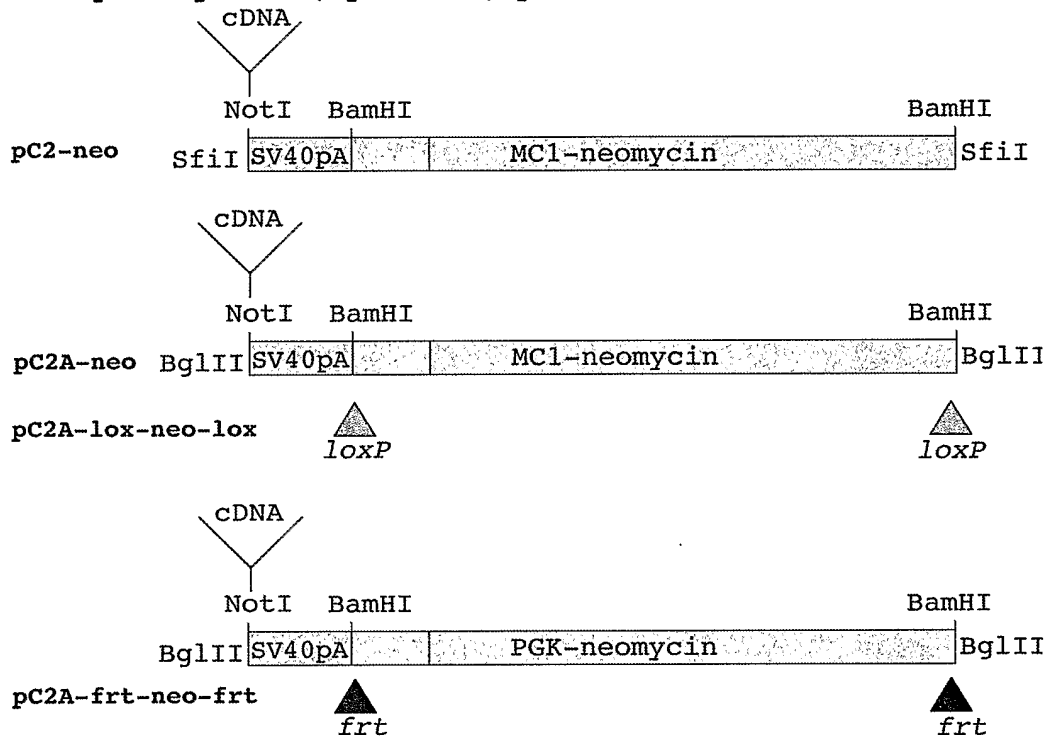 cDNA
NotI BamHI BamHI
pC2-neo SfiI SV40pA MC1-neomycin SfiI
cDNA
NotI BamHI BamHI
pC2A-neo BglII SV40pA MC1-neomycin BglII
pC2A-lox-neo-lox
loxP loxP
cDNA
NotI BamHI BamHI
BglII SV40pA PGK-neomycin BglII
pC2A-frt-neo-frt
frt frt